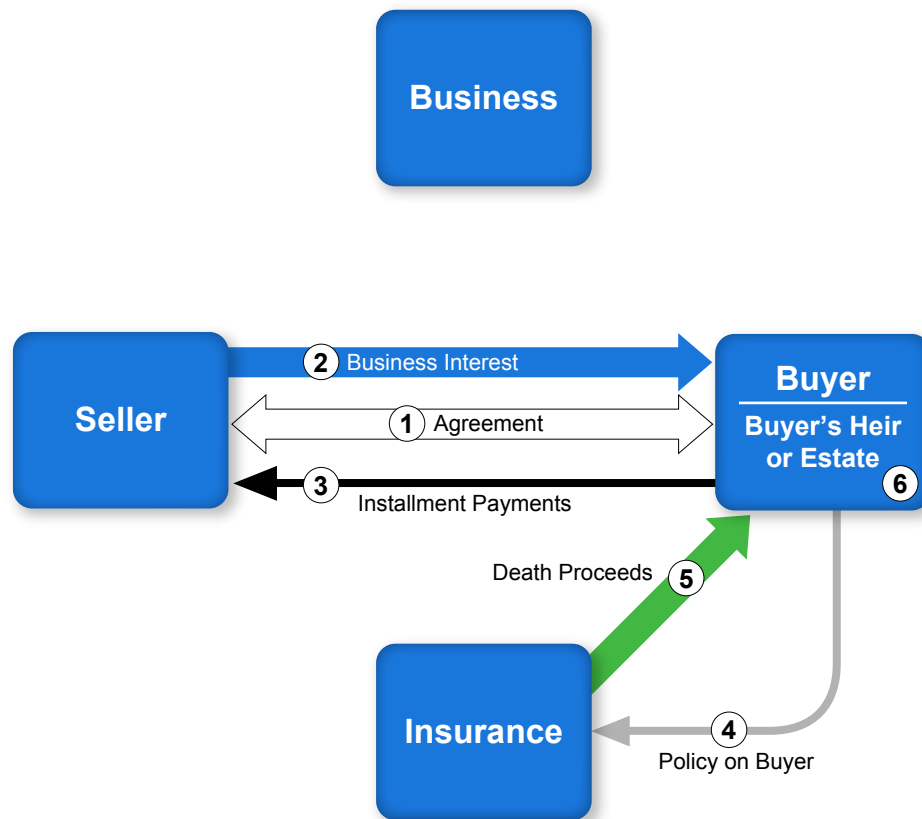 Business
2 Business Interest
Seller
1 Agreement
Buyer
Buyer’s Heir
or Estate
6
3
Installment Payments
Death Proceeds 5
Insurance
4
Policy on Buyer